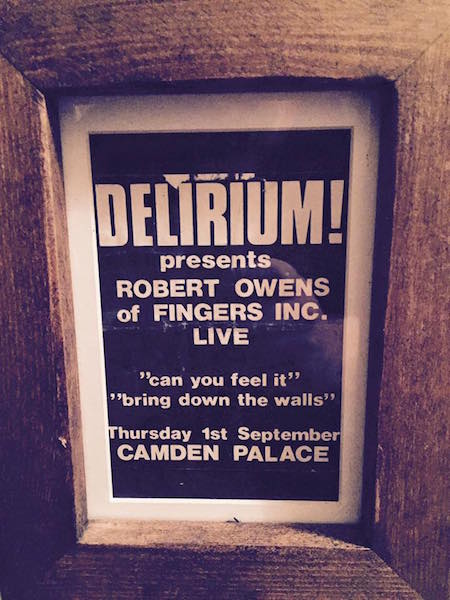 DELIRIUM!
presents
ROBERT OWENS
of FINGERS INC.
LIVE
”can you feel it”
”bring down the walls”
Thursday 1st September
CAMDEN PALACE